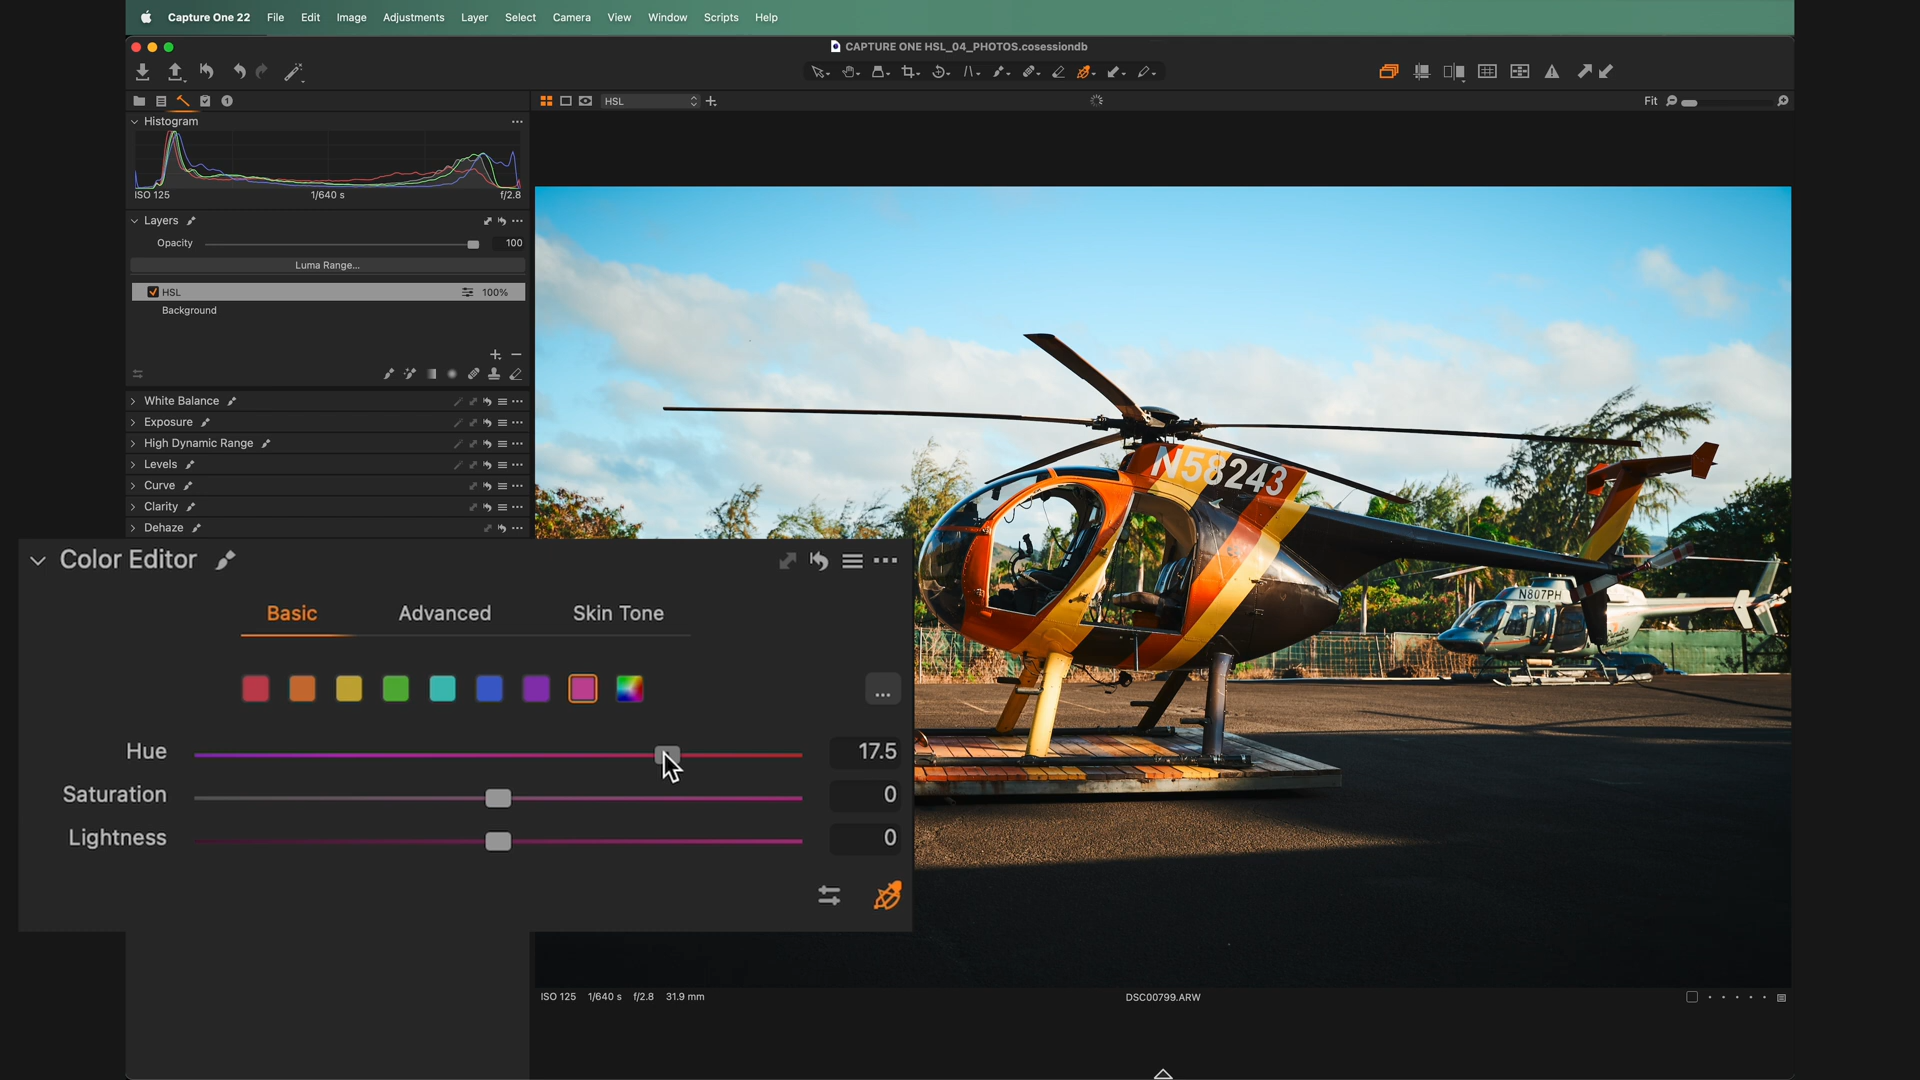 Capture One 22 File Edit Image Adjustments Layer Select Camera View Window Scripts Help
CAPTURE ONE HSL_04_PHOTOS.cosessiondb
HSL
Fit
Histogram
ISO 125 1/640 s f/2.8
Layers
Opacity 100
Luma Range...
HSL 100%
Background
White Balance
Exposure
High Dynamic Range
Levels
Curve
Clarity
Dehaze
Color Editor
Basic Advanced Skin Tone
...
Hue 17.5
Saturation 0
Lightness 0
N58243
N807PH
ISO 125 1/640 s f/2.8 31.9 mm
DSC00799.ARW